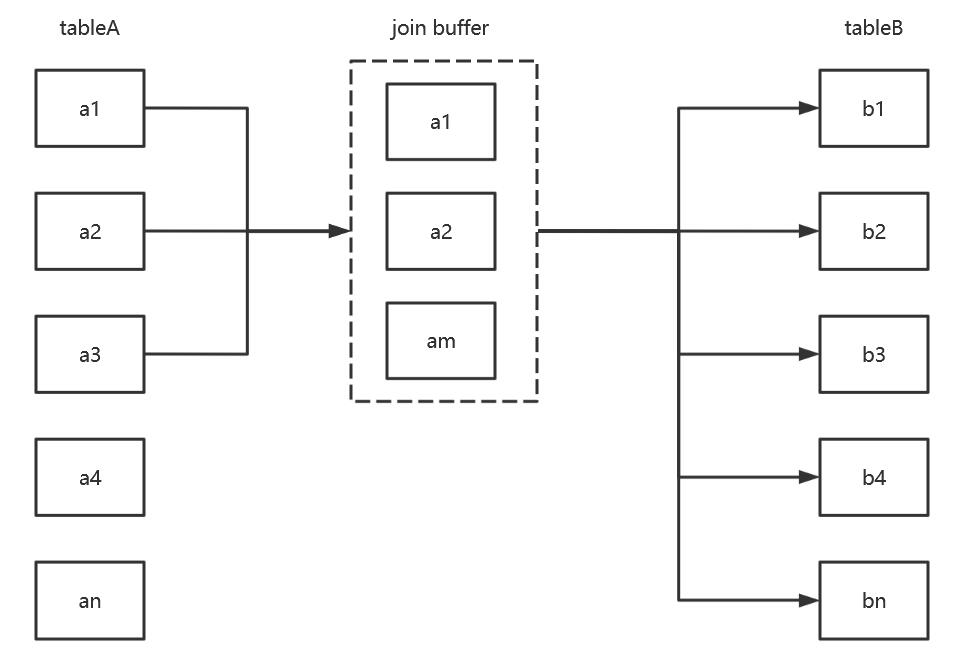 tableA
join buffer
tableB
a1
a2
a3
a4
an
a1
a2
am
b1
b2
b3
b4
bn